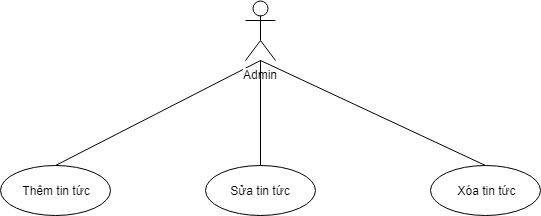 Admin
Thêm tin tức
Sửa tin tức
Xóa tin tức